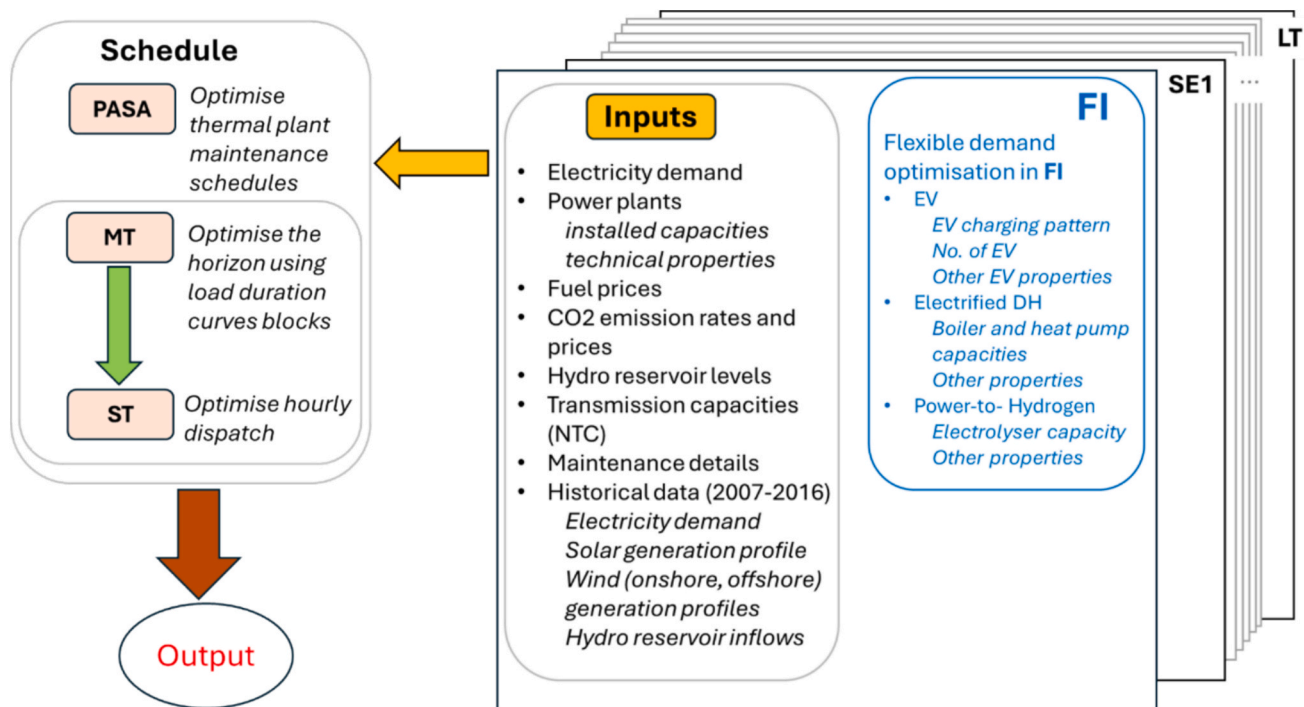 Schedule
PASA
Optimise
thermal plant
maintenance
schedules
MT
Optimise the
horizon using
load duration
curves blocks
ST
Optimise hourly
dispatch
Output
Inputs
• Electricity demand
• Power plants
installed capacities
technical properties
• Fuel prices
• CO2 emission rates and
prices
• Hydro reservoir levels
• Transmission capacities
(NTC)
• Maintenance details
• Historical data (2007-2016)
Electricity demand
Solar generation profile
Wind (onshore, offshore)
generation profiles
Hydro reservoir inflows
FI
Flexible demand
optimisation in FI
• EV
EV charging pattern
No. of EV
Other EV properties
• Electrified DH
Boiler and heat pump
capacities
Other properties
• Power-to- Hydrogen
Electrolyser capacity
Other properties
SE1
...
LT